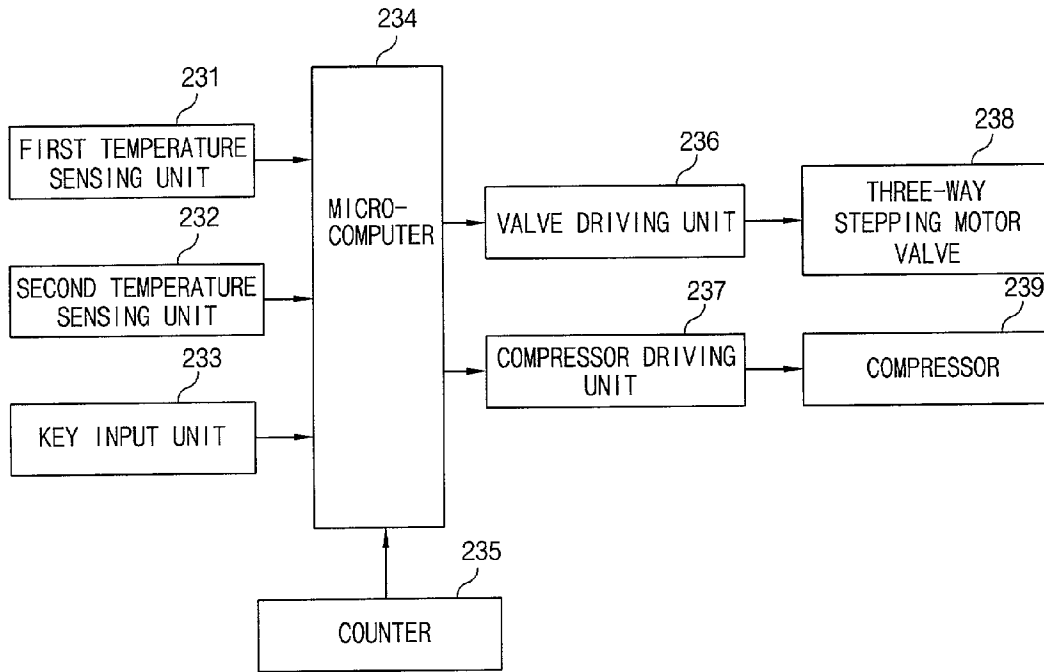 234
231
FIRST TEMPERATURE
SENSING UNIT
232
SECOND TEMPERATURE
SENSING UNIT
233
KEY INPUT UNIT
MICRO-
COMPUTER
236
VALVE DRIVING UNIT
238
THREE-WAY
STEPPING MOTOR
VALVE
237
COMPRESSOR DRIVING
UNIT
239
COMPRESSOR
235
COUNTER